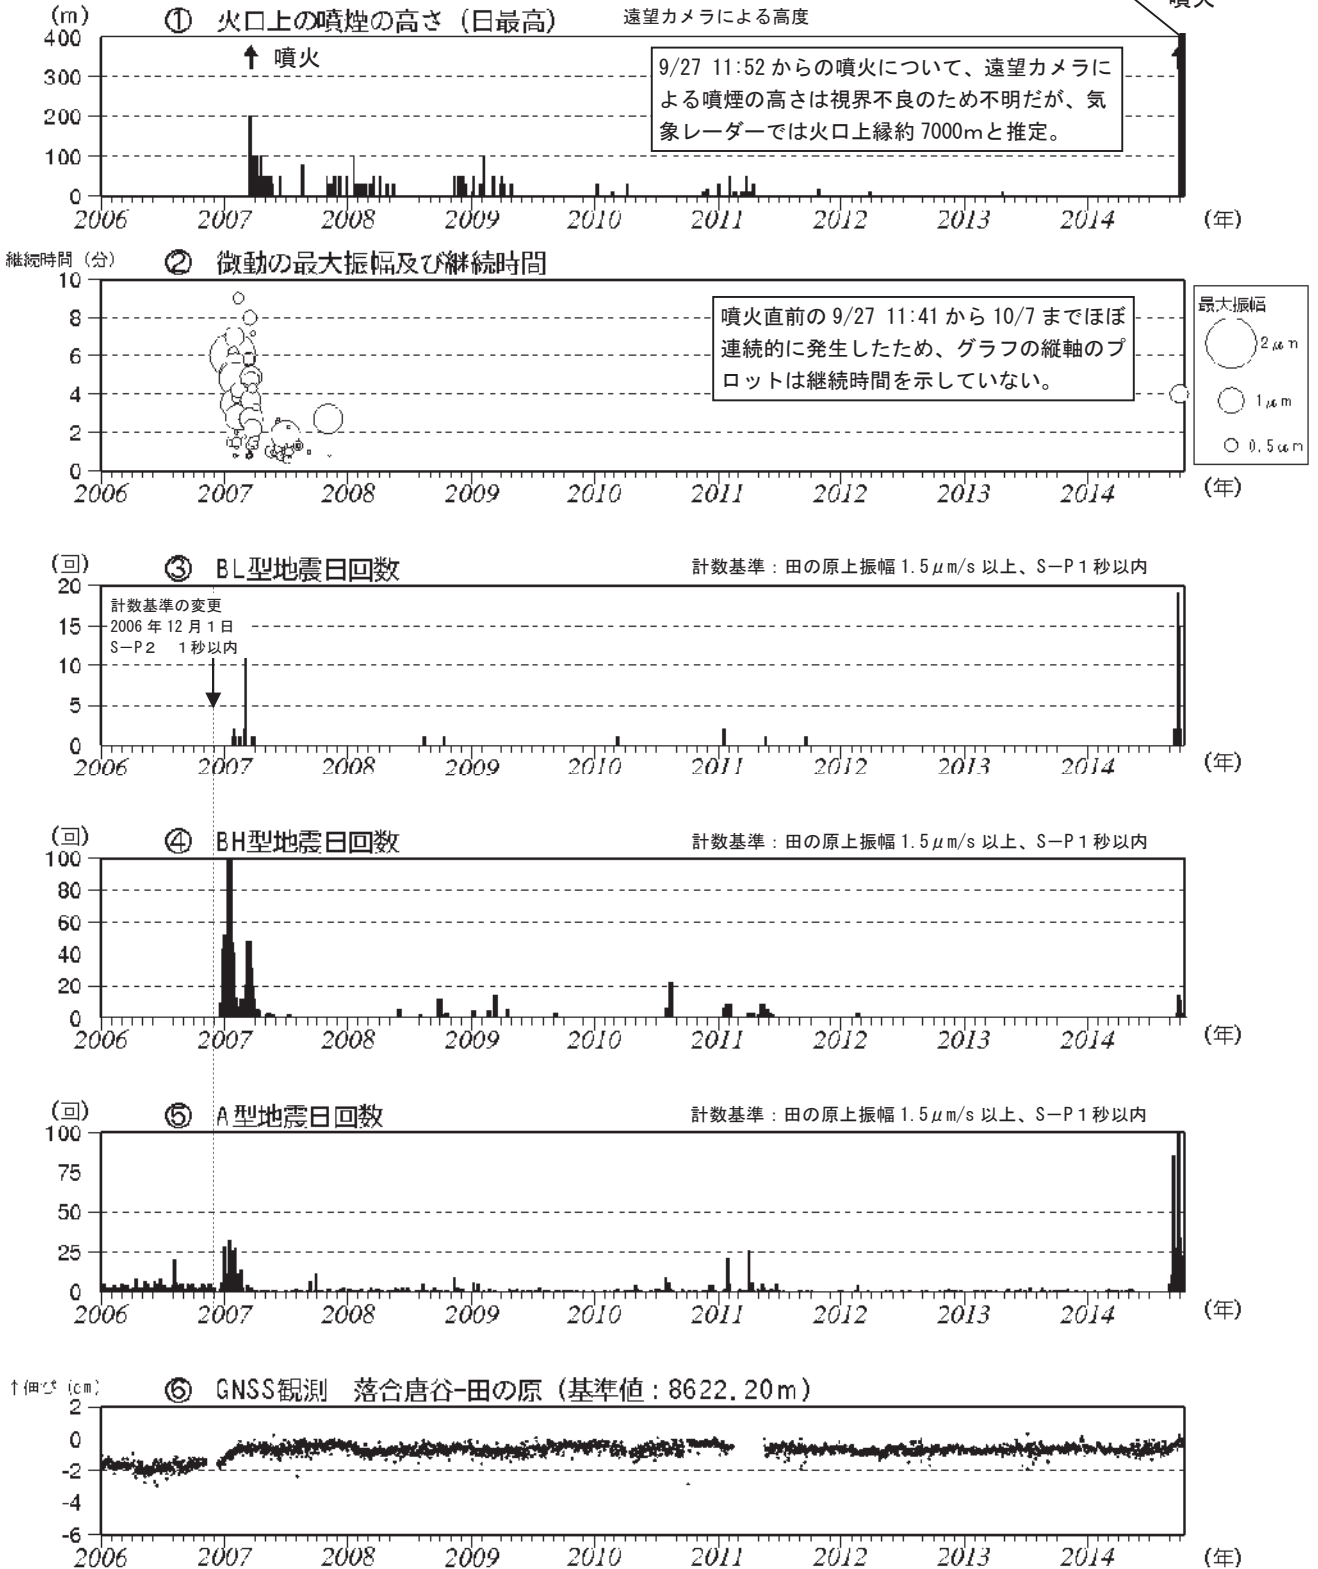 噴火
(m)
① 火口上の噴煙の高さ (日最高)
遠望カメラによる高度
400
300
200
100
0
噴火
9/27 11:52 からの噴火について、遠望カメラに
よる噴煙の高さは視界不良のため不明だが、気
象レーダーでは火口上縁約 7000mと推定。
2006 2007 2008 2009 2010 2011 2012 2013 2014 (年)
継続時間 (分)
② 微動の最大振幅及び継続時間
10
8
6
4
2
0
噴火直前の 9/27 11:41 から 10/7 までほぼ
連続的に発生したため、グラフの縦軸のプ
ロットは継続時間を示していない。
最大振幅
2μm
1μm
0.5μm
2006 2007 2008 2009 2010 2011 2012 2013 2014 (年)
(回)
③ BL型地震日回数
計数基準：田の原上振幅 1.5μm/s 以上、S−P 1 秒以内
20
15
10
5
0
計数基準の変更
2006 年 12 月 1 日
S−P２ 1 秒以内
2006 2007 2008 2009 2010 2011 2012 2013 2014 (年)
(回)
④ BH型地震日回数
計数基準：田の原上振幅 1.5μm/s 以上、S−P 1 秒以内
100
80
60
40
20
0
2006 2007 2008 2009 2010 2011 2012 2013 2014 (年)
(回)
⑤ A型地震日回数
計数基準：田の原上振幅 1.5μm/s 以上、S−P 1 秒以内
100
75
50
25
0
2006 2007 2008 2009 2010 2011 2012 2013 2014 (年)
↑伸び (cm)
⑥ GNSS観測 落合唐谷-田の原 (基準値：8622.20m)
2
0
-2
-4
-6
2006 2007 2008 2009 2010 2011 2012 2013 2014 (年)